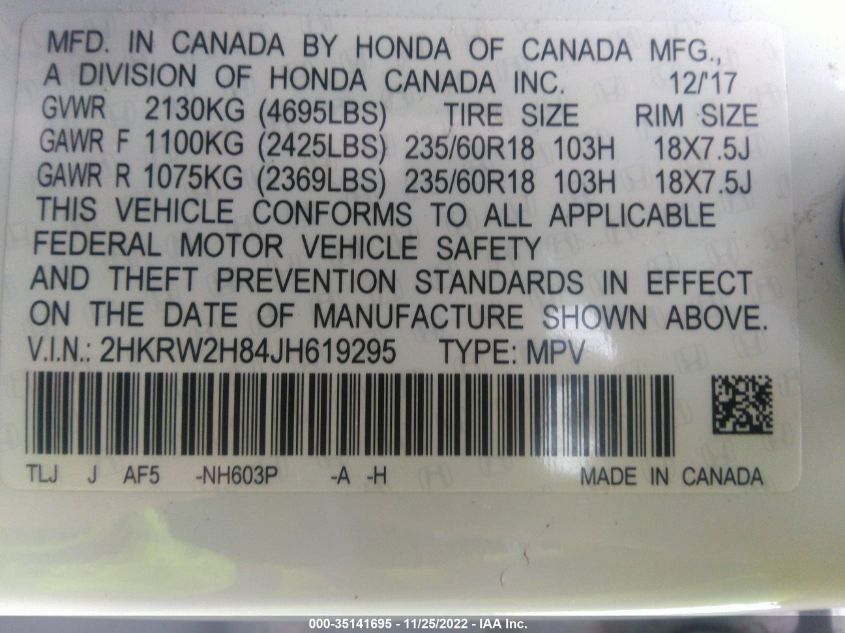 MFD. IN CANADA BY HONDA OF CANADA MFG.,
A DIVISION OF HONDA CANADA INC. 12/'17
GVWR 2130KG (4695LBS) TIRE SIZE RIM SIZE
GAWR F 1100KG (2425LBS) 235/60R18 103H 18X7.5J
GAWR R 1075KG (2369LBS) 235/60R18 103H 18X7.5J
THIS VEHICLE CONFORMS TO ALL APPLICABLE
FEDERAL MOTOR VEHICLE SAFETY
AND THEFT PREVENTION STANDARDS IN EFFECT
ON THE DATE OF MANUFACTURE SHOWN ABOVE.
V.I.N.: 2HKRW2H84JH619295 TYPE: MPV
TLJ J AF5 -NH603P -A -H MADE IN CANADA
000-35141695 - 11/25/2022 - IAA Inc.